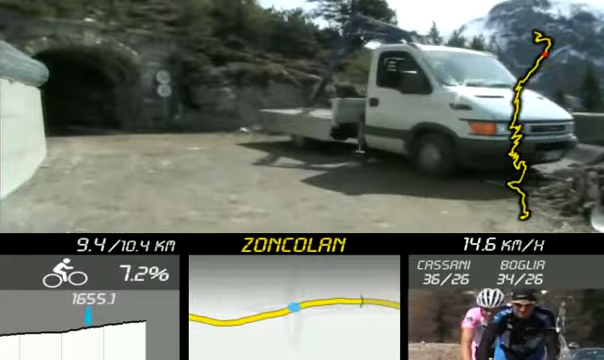 9.4/10.4 KM
ZONCOLAN
14.6 KM/H
7.2%
1655.1
CASSANI BOGLIA
36/26 34/26